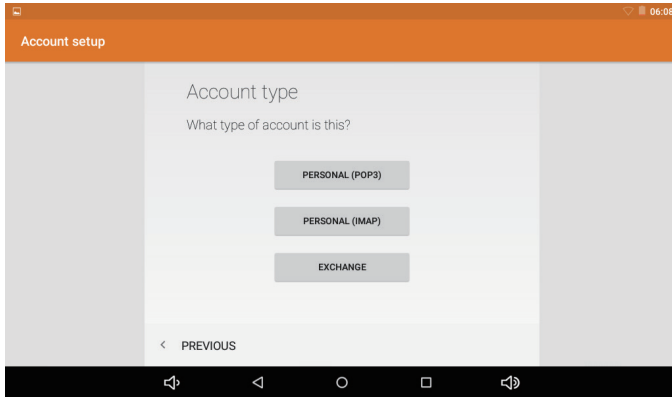 06:08
Account setup
Account type
What type of account is this?
PERSONAL (POP3)
PERSONAL (IMAP)
EXCHANGE
PREVIOUS